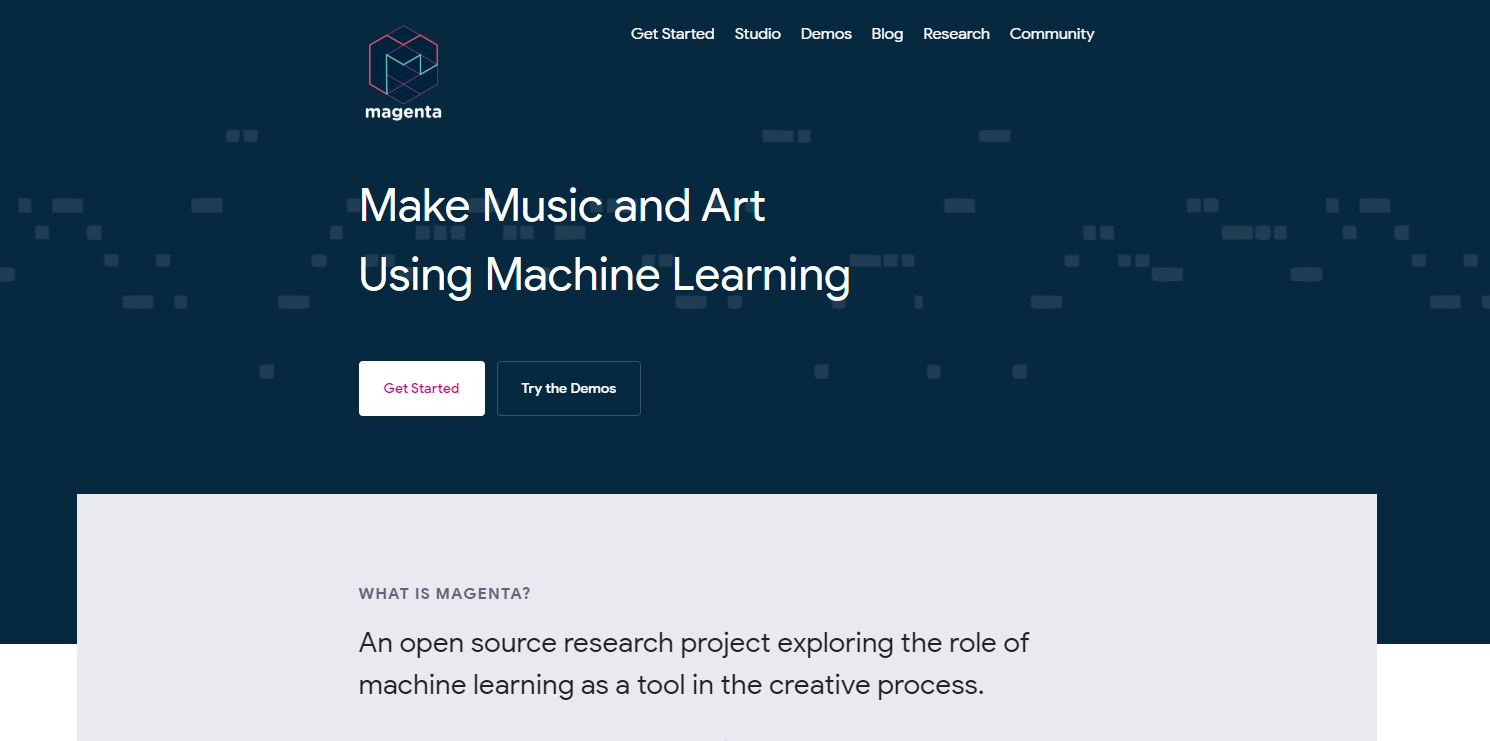 magenta
Get Started Studio Demos Blog Research Community
Make Music and Art
Using Machine Learning
Get Started Try the Demos
WHAT IS MAGENTA?
An open source research project exploring the role of
machine learning as a tool in the creative process.